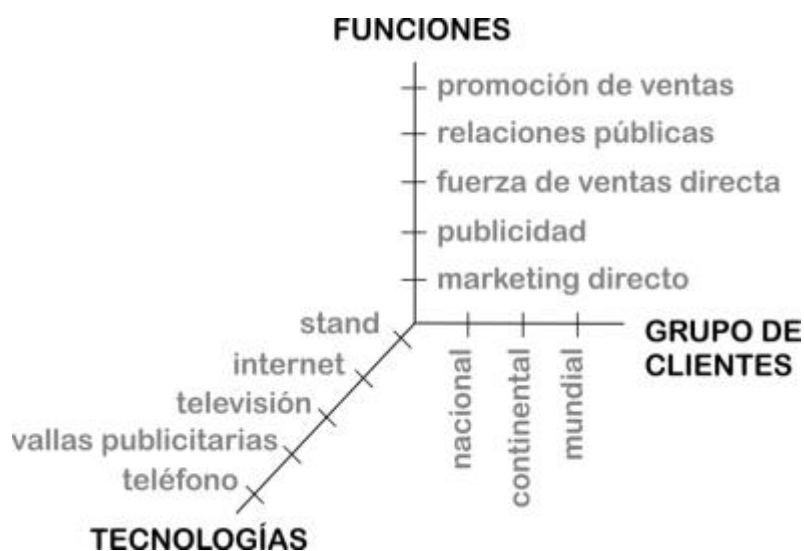 FUNCIONES
promoción de ventas
relaciones públicas
fuerza de ventas directa
publicidad
marketing directo
stand
internet
televisión
vallas publicitarias
teléfono
TECNOLOGÍAS
nacional
continental
mundial
GRUPO DE
CLIENTES